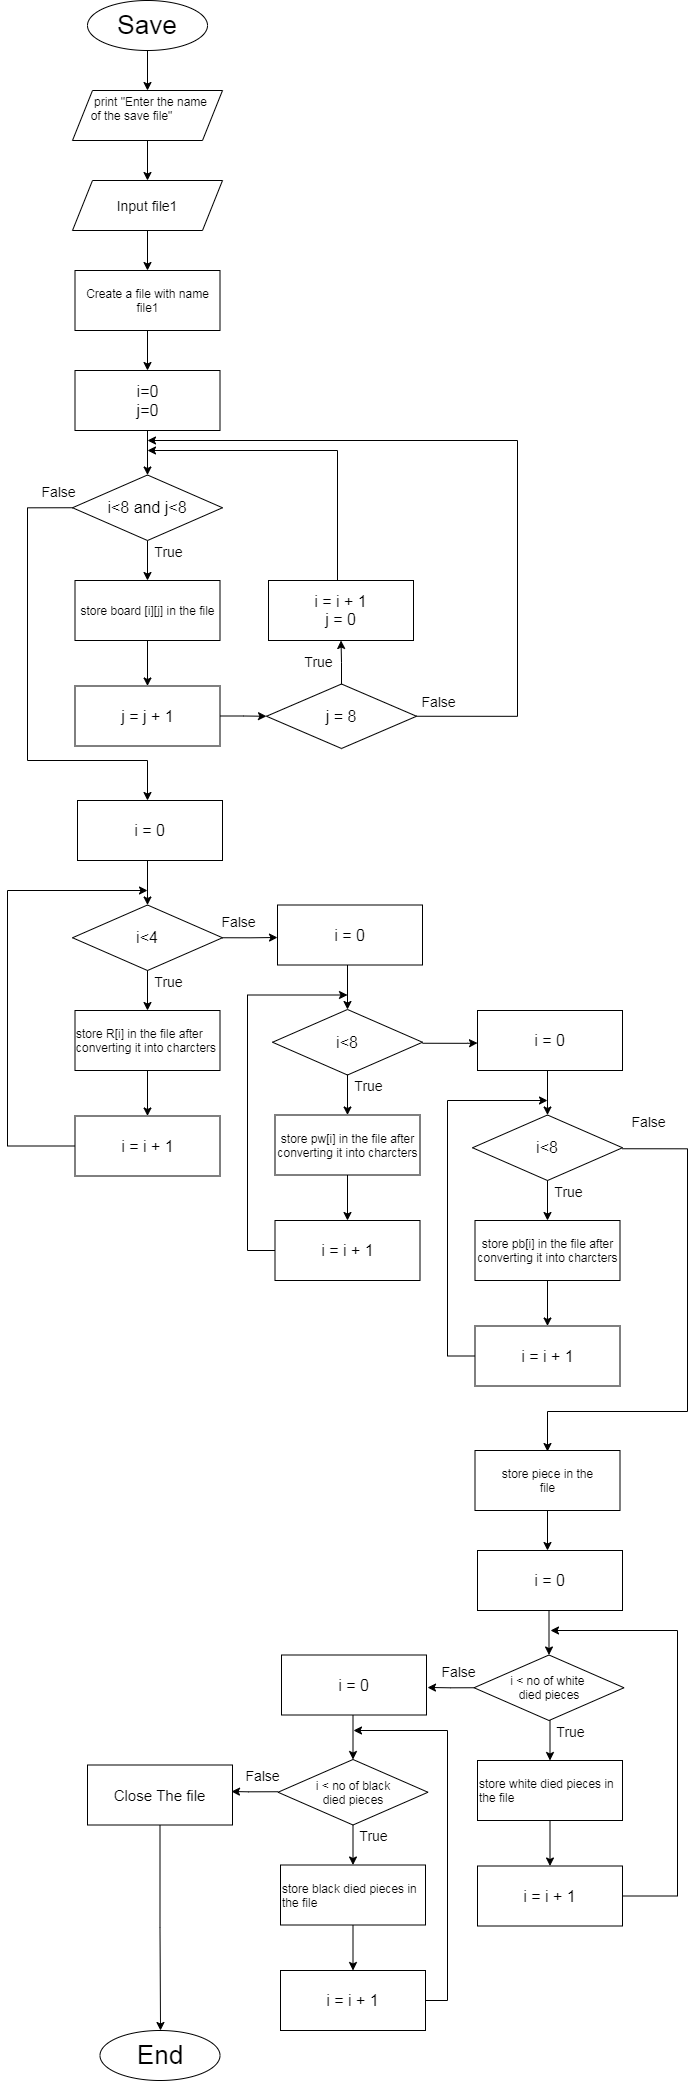 Save
print "Enter the name
of the save file"
Input file1
Create a file with name
file1
i=0
j=0
False
i<8 and j<8
True
store board [i][j] in the file
i = i + 1
j = 0
True
j = j + 1
j = 8
False
i = 0
i<4
False
i = 0
True
store R[i] in the file after
converting it into charcters
i = i + 1
i<8
True
store pw[i] in the file after
converting it into charcters
i = i + 1
i = 0
i<8
False
True
store pb[i] in the file after
converting it into charcters
i = i + 1
store piece in the
file
i = 0
i < no of white
died pieces
False
True
store white died pieces in
the file
i = i + 1
i = 0
i < no of black
died pieces
False
True
store black died pieces in
the file
i = i + 1
Close The file
End